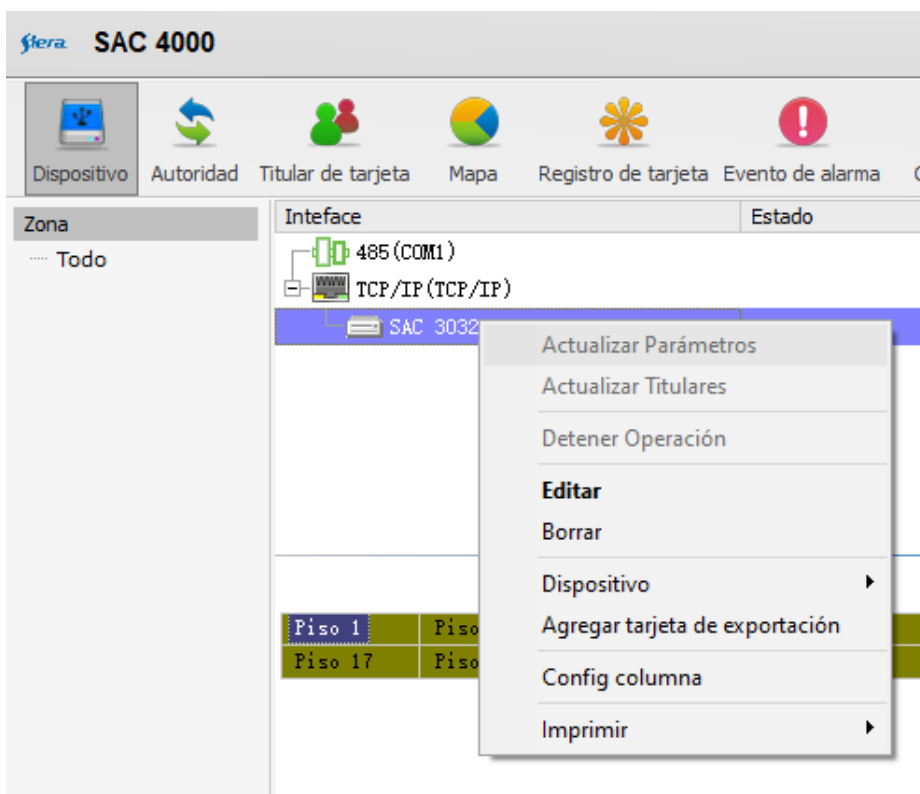 Siera SAC 4000
Dispositivo Autoridad Titular de tarjeta Mapa Registro de tarjeta Evento de alarma
Zona
Todo
Inteface Estado
485(COM1)
TCP/IP(TCP/IP)
SAC 3032
Actualizar Parámetros
Actualizar Titulares
Detener Operación
Editar
Borrar
Dispositivo
Agregar tarjeta de exportación
Config columna
Imprimir
Piso 1 Piso
Piso 17 Piso